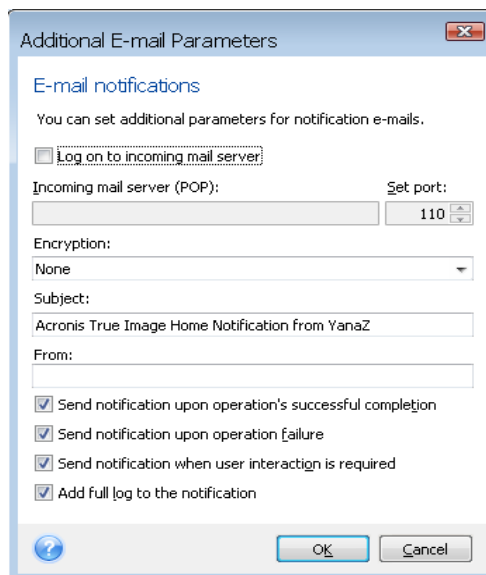 Additional E-mail Parameters
E-mail notifications
You can set additional parameters for notification e-mails.
Log on to incoming mail server
Incoming mail server (POP): Set port:
110
Encryption:
None
Subject:
Acronis True Image Home Notification from YanaZ
From:
Send notification upon operation's successful completion
Send notification upon operation failure
Send notification when user interaction is required
Add full log to the notification
? OK Cancel